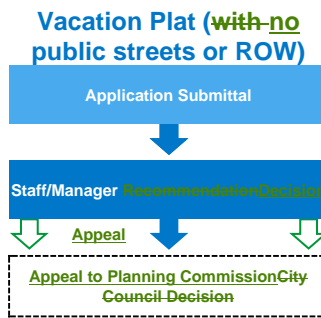 Vacation Plat (with no
public streets or ROW)
Application Submittal
Staff/Manager RecommendationDecision
Appeal
Appeal to Planning CommissionCity
Council Decision